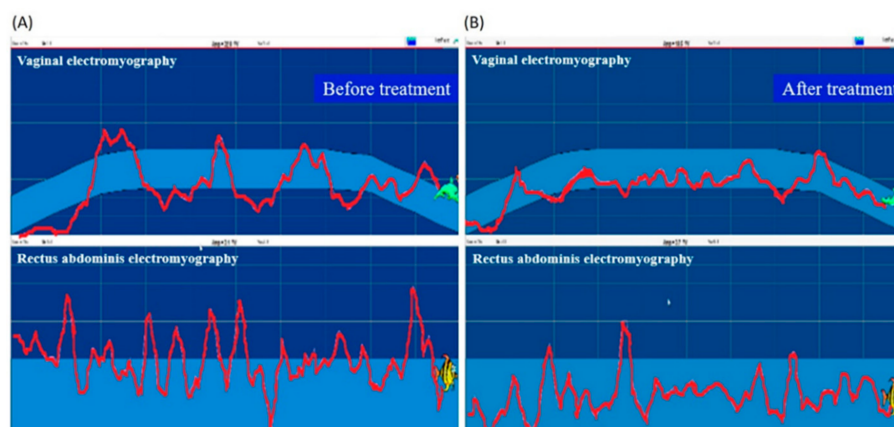 (A)
(B)
Vaginal electromyography
Before treatment
Vaginal electromyography
After treatment
Rectus abdominis electromyography
Rectus abdominis electromyography